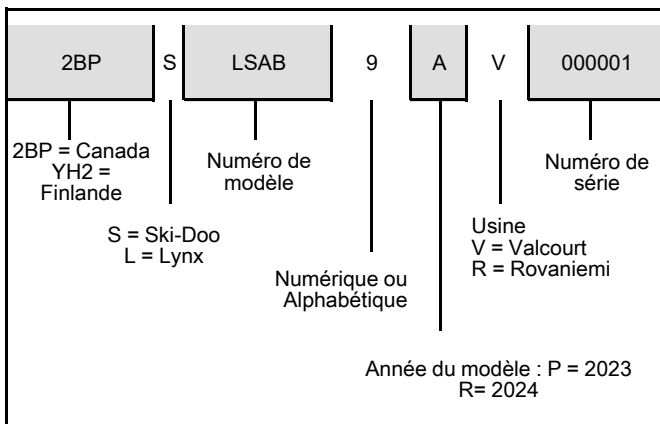 2BP S LSAB 9 A V 000001
2BP = Canada
YH2 =
Finlande
Numéro de
modèle
Numéro de
série
S = Ski-Doo
L = Lynx
Usine
V = Valcourt
R = Rovaniemi
Numérique ou
Alphabétique
Année du modèle : P = 2023
R= 2024